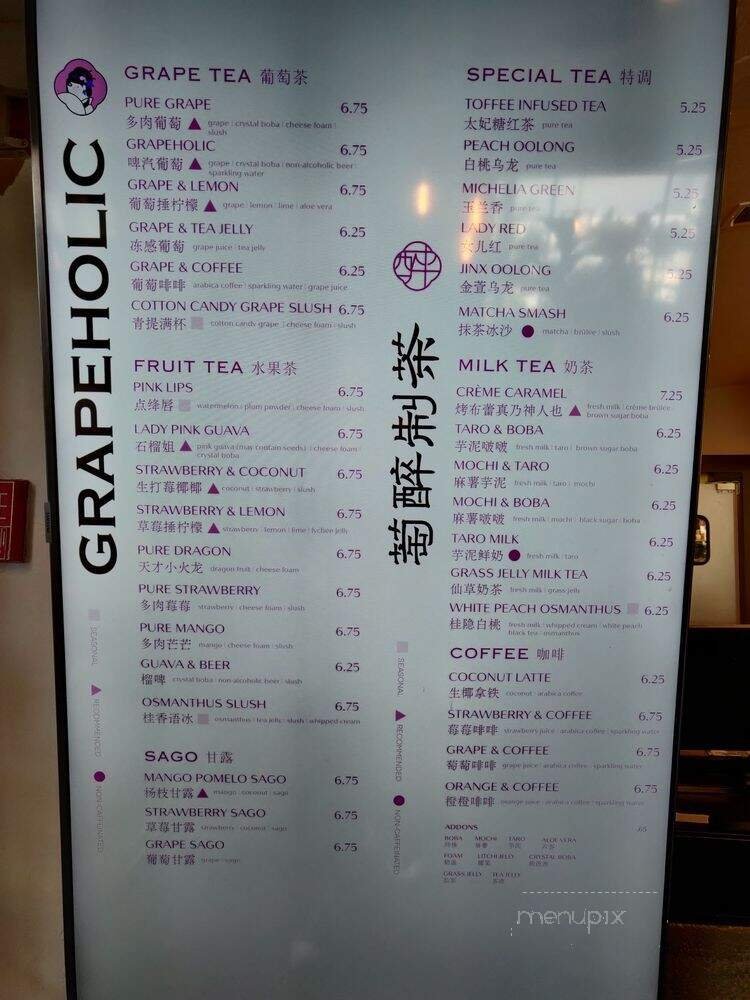 GRAPEHOLIC
GRAPE TEA 葡萄茶
PURE GRAPE 6.75
多肉葡萄 grape | crystal boba | cheese foam |
slush
GRAPEHOLIC 6.75
啤汽葡萄 grape | crystal boba | non-alcoholic beer |
sparkling water
GRAPE & LEMON 6.75
葡萄捶柠檬 grape | lemon | lime | aloe vera
GRAPE & TEA JELLY 6.25
冻感葡萄 grape juice | tea jelly
GRAPE & COFFEE 6.25
葡萄啡啡 arabica coffee | sparkling water | grape juice
COTTON CANDY GRAPE SLUSH 6.75
青提满杯 cotton candy grape | cheese foam | slush
FRUIT TEA 水果茶
PINK LIPS 6.75
点绛唇 watermelon | plum powder | cheese foam | slush
LADY PINK GUAVA 6.75
石榴姐 pink guava (may contain seeds) | cheese foam |
crystal boba
STRAWBERRY & COCONUT 6.75
生打莓椰椰 coconut | strawberry | slush
STRAWBERRY & LEMON 6.75
草莓捶柠檬 strawberry | lemon | lime | lychee jelly
PURE DRAGON 6.75
天才小火龙 dragon fruit | cheese foam
PURE STRAWBERRY 6.75
多肉莓莓 strawberry | cheese foam | slush
PURE MANGO 6.75
多肉芒芒 mango | cheese foam | slush
GUAVA & BEER 6.25
榴啤 crystal boba | non-alcoholic beer | slush
OSMANTHUS SLUSH 6.75
桂香语冰 osmanthus | tea jelly | slush | whipped cream
SAGO 甘露
MANGO POMELO SAGO 6.75
杨枝甘露 mango | coconut | sago
STRAWBERRY SAGO 6.75
草莓甘露 strawberry | coconut | sago
GRAPE SAGO 6.75
葡萄甘露 grape | sago
SEASONAL
RECOMMENDED
NON-CAFFEINATED
萄醉制茶
SPECIAL TEA 特调
TOFFEE INFUSED TEA 5.25
太妃糖红茶 pure tea
PEACH OOLONG 5.25
白桃乌龙 pure tea
MICHELIA GREEN 5.25
玉兰香 pure tea
LADY RED 5.25
女儿红 pure tea
JINX OOLONG 5.25
金萱乌龙 pure tea
MATCHA SMASH 6.25
抹茶冰沙 matcha | brûlée | slush
MILK TEA 奶茶
CRÈME CARAMEL 7.25
烤布蕾真乃神人也 fresh milk | crème brûlée |
brown sugar boba
TARO & BOBA 6.25
芋泥啵啵 fresh milk | taro | brown sugar boba
MOCHI & TARO 6.25
麻薯芋泥 fresh milk | taro | mochi
MOCHI & BOBA 6.25
麻薯啵啵 fresh milk | mochi | black sugar | boba
TARO MILK 6.25
芋泥鲜奶 fresh milk | taro
GRASS JELLY MILK TEA 6.25
仙草奶茶 fresh milk | grass jelly
WHITE PEACH OSMANTHUS 6.25
桂隐白桃 fresh milk | whipped cream | white peach
black tea | osmanthus
COFFEE 咖啡
COCONUT LATTE 6.25
生椰拿铁 coconut | arabica coffee
STRAWBERRY & COFFEE 6.75
莓莓啡啡 strawberry juice | arabica coffee | sparkling water
GRAPE & COFFEE 6.75
葡萄啡啡 grape juice | arabica coffee | sparkling water
ORANGE & COFFEE 6.75
橙橙啡啡 orange juice | arabica coffee | sparkling water
ADDONS .65
BOBA MOCHI TARO ALOE VERA
FOAM LITCHI JELO CRYSTAL BOBA
GRASS JELO TEA JELO
SEASONAL
RECOMMENDED
NON-CAFFEINATED
menupix